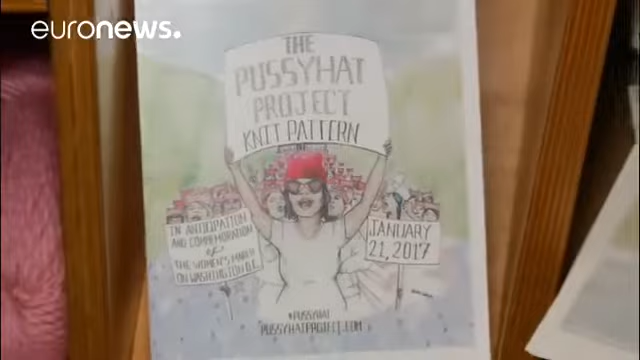 euronews.
THE
PUSSYHAT
PROJECT
KNIT PATTERN
IN ANTICIPATION
AND COMMEMORATION
of
THE WOMEN'S MARCH
ON WASHINGTON D.C.
JANUARY
21, 2017
#PUSSYHAT
PUSSYHATPROJECT.COM